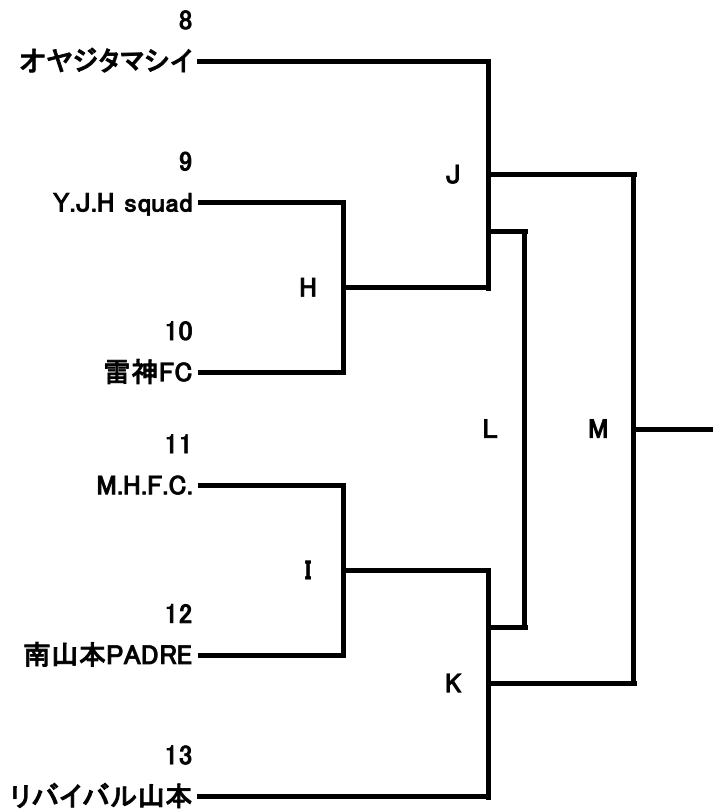 8
オヤジタマシイ
9
Y.J.H squad
10
雷神FC
11
M.H.F.C.
12
南山本PADRE
13
リバイバル山本
H
I
J
K
L
M